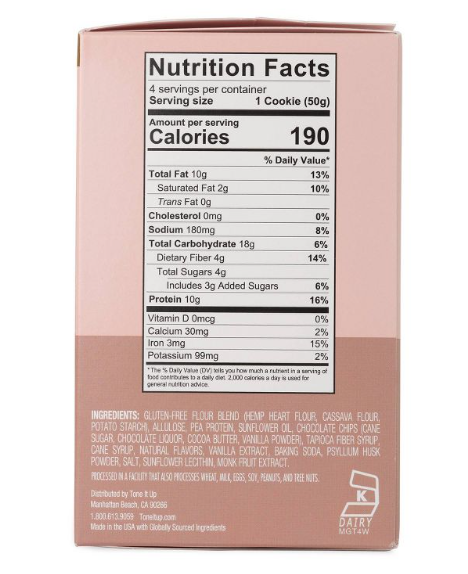 Nutrition Facts
4 servings per container
Serving size 1 Cookie (50g)
Amount per serving
Calories 190
% Daily Value*
Total Fat 10g 13%
Saturated Fat 2g 10%
Trans Fat 0g
Cholesterol 0mg 0%
Sodium 180mg 8%
Total Carbohydrate 18g 6%
Dietary Fiber 4g 14%
Total Sugars 4g
Includes 3g Added Sugars 6%
Protein 10g 16%
Vitamin D 0mcg 0%
Calcium 30mg 2%
Iron 3mg 15%
Potassium 99mg 2%
*The % Daily Value (DV) tells you how much a nutrient in a serving of
food contributes to a daily diet. 2,000 calories a day is used for
general nutrition advice.
INGREDIENTS: GLUTEN-FREE FLOUR BLEND (HEMP HEART FLOUR, CASSAVA FLOUR,
POTATO STARCH), ALLULOSE, PEA PROTEIN, SUNFLOWER OIL, CHOCOLATE CHIPS (CANE
SUGAR, CHOCOLATE LIQUOR, COCOA BUTTER, VANILLA POWDER), TAPIOCA FIBER SYRUP,
CANE SYRUP, NATURAL FLAVORS, VANILLA EXTRACT, BAKING SODA, PSYLLIUM HUSK
POWDER, SALT, SUNFLOWER LECITHIN, MONK FRUIT EXTRACT.
PROCESSED IN A FACILITY THAT ALSO PROCESSES WHEAT, MILK, EGGS, SOY, PEANUTS, AND TREE NUTS.
Distributed by Tone It Up
Manhattan Beach, CA 90266
1.800.615.9059 Toneitup.com
Made in the USA with Globally Sourced Ingredients
K
DAIRY
MGT4W